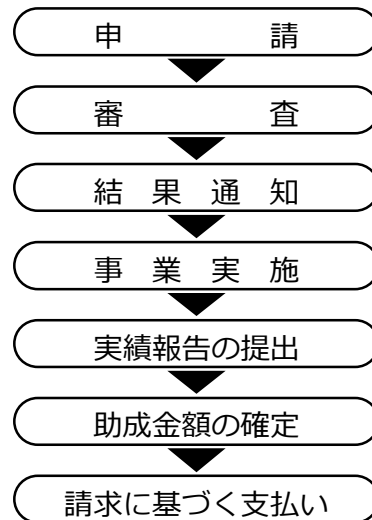 申　　　　　請
審　　　　　査
結　果　通　知
事　業　実　施
実績報告の提出
助成金額の確定
請求に基づく支払い